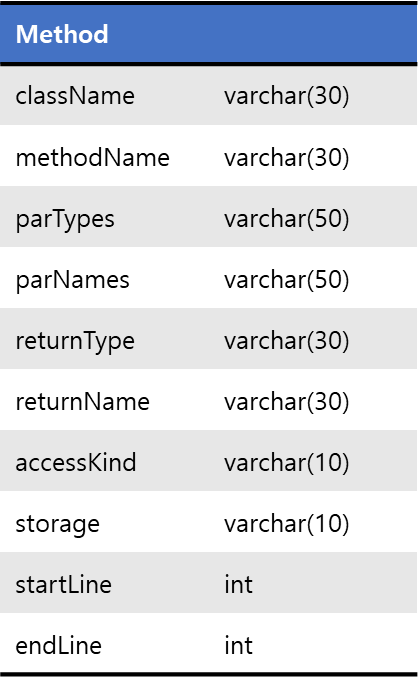 Method
className varchar(30)
methodName varchar(30)
parTypes varchar(50)
parNames varchar(50)
returnType varchar(30)
returnName varchar(30)
accessKind varchar(10)
storage varchar(10)
startLine int
endLine int